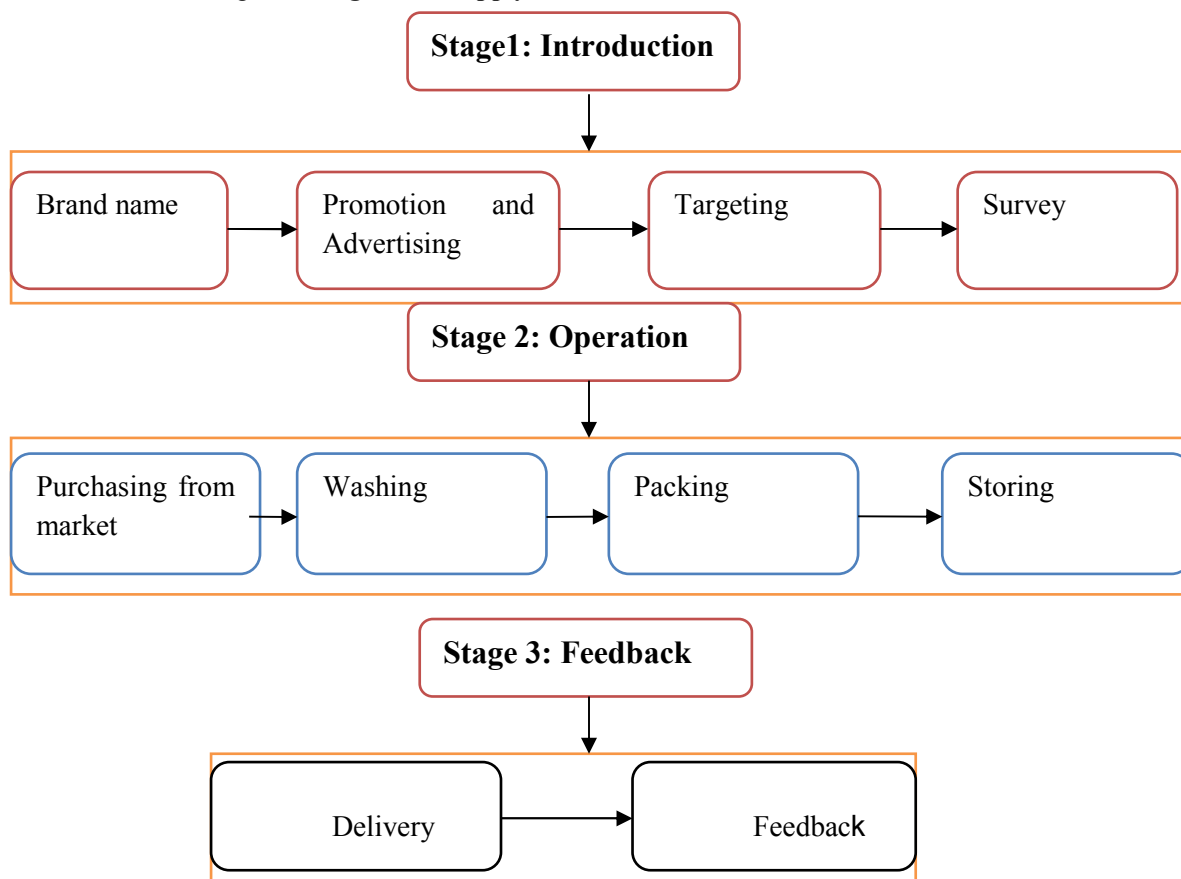 Stage1: Introduction
Brand name
Promotion and
Advertising
Targeting
Survey
Stage 2: Operation
Purchasing from
market
Washing
Packing
Storing
Stage 3: Feedback
Delivery
Feedback